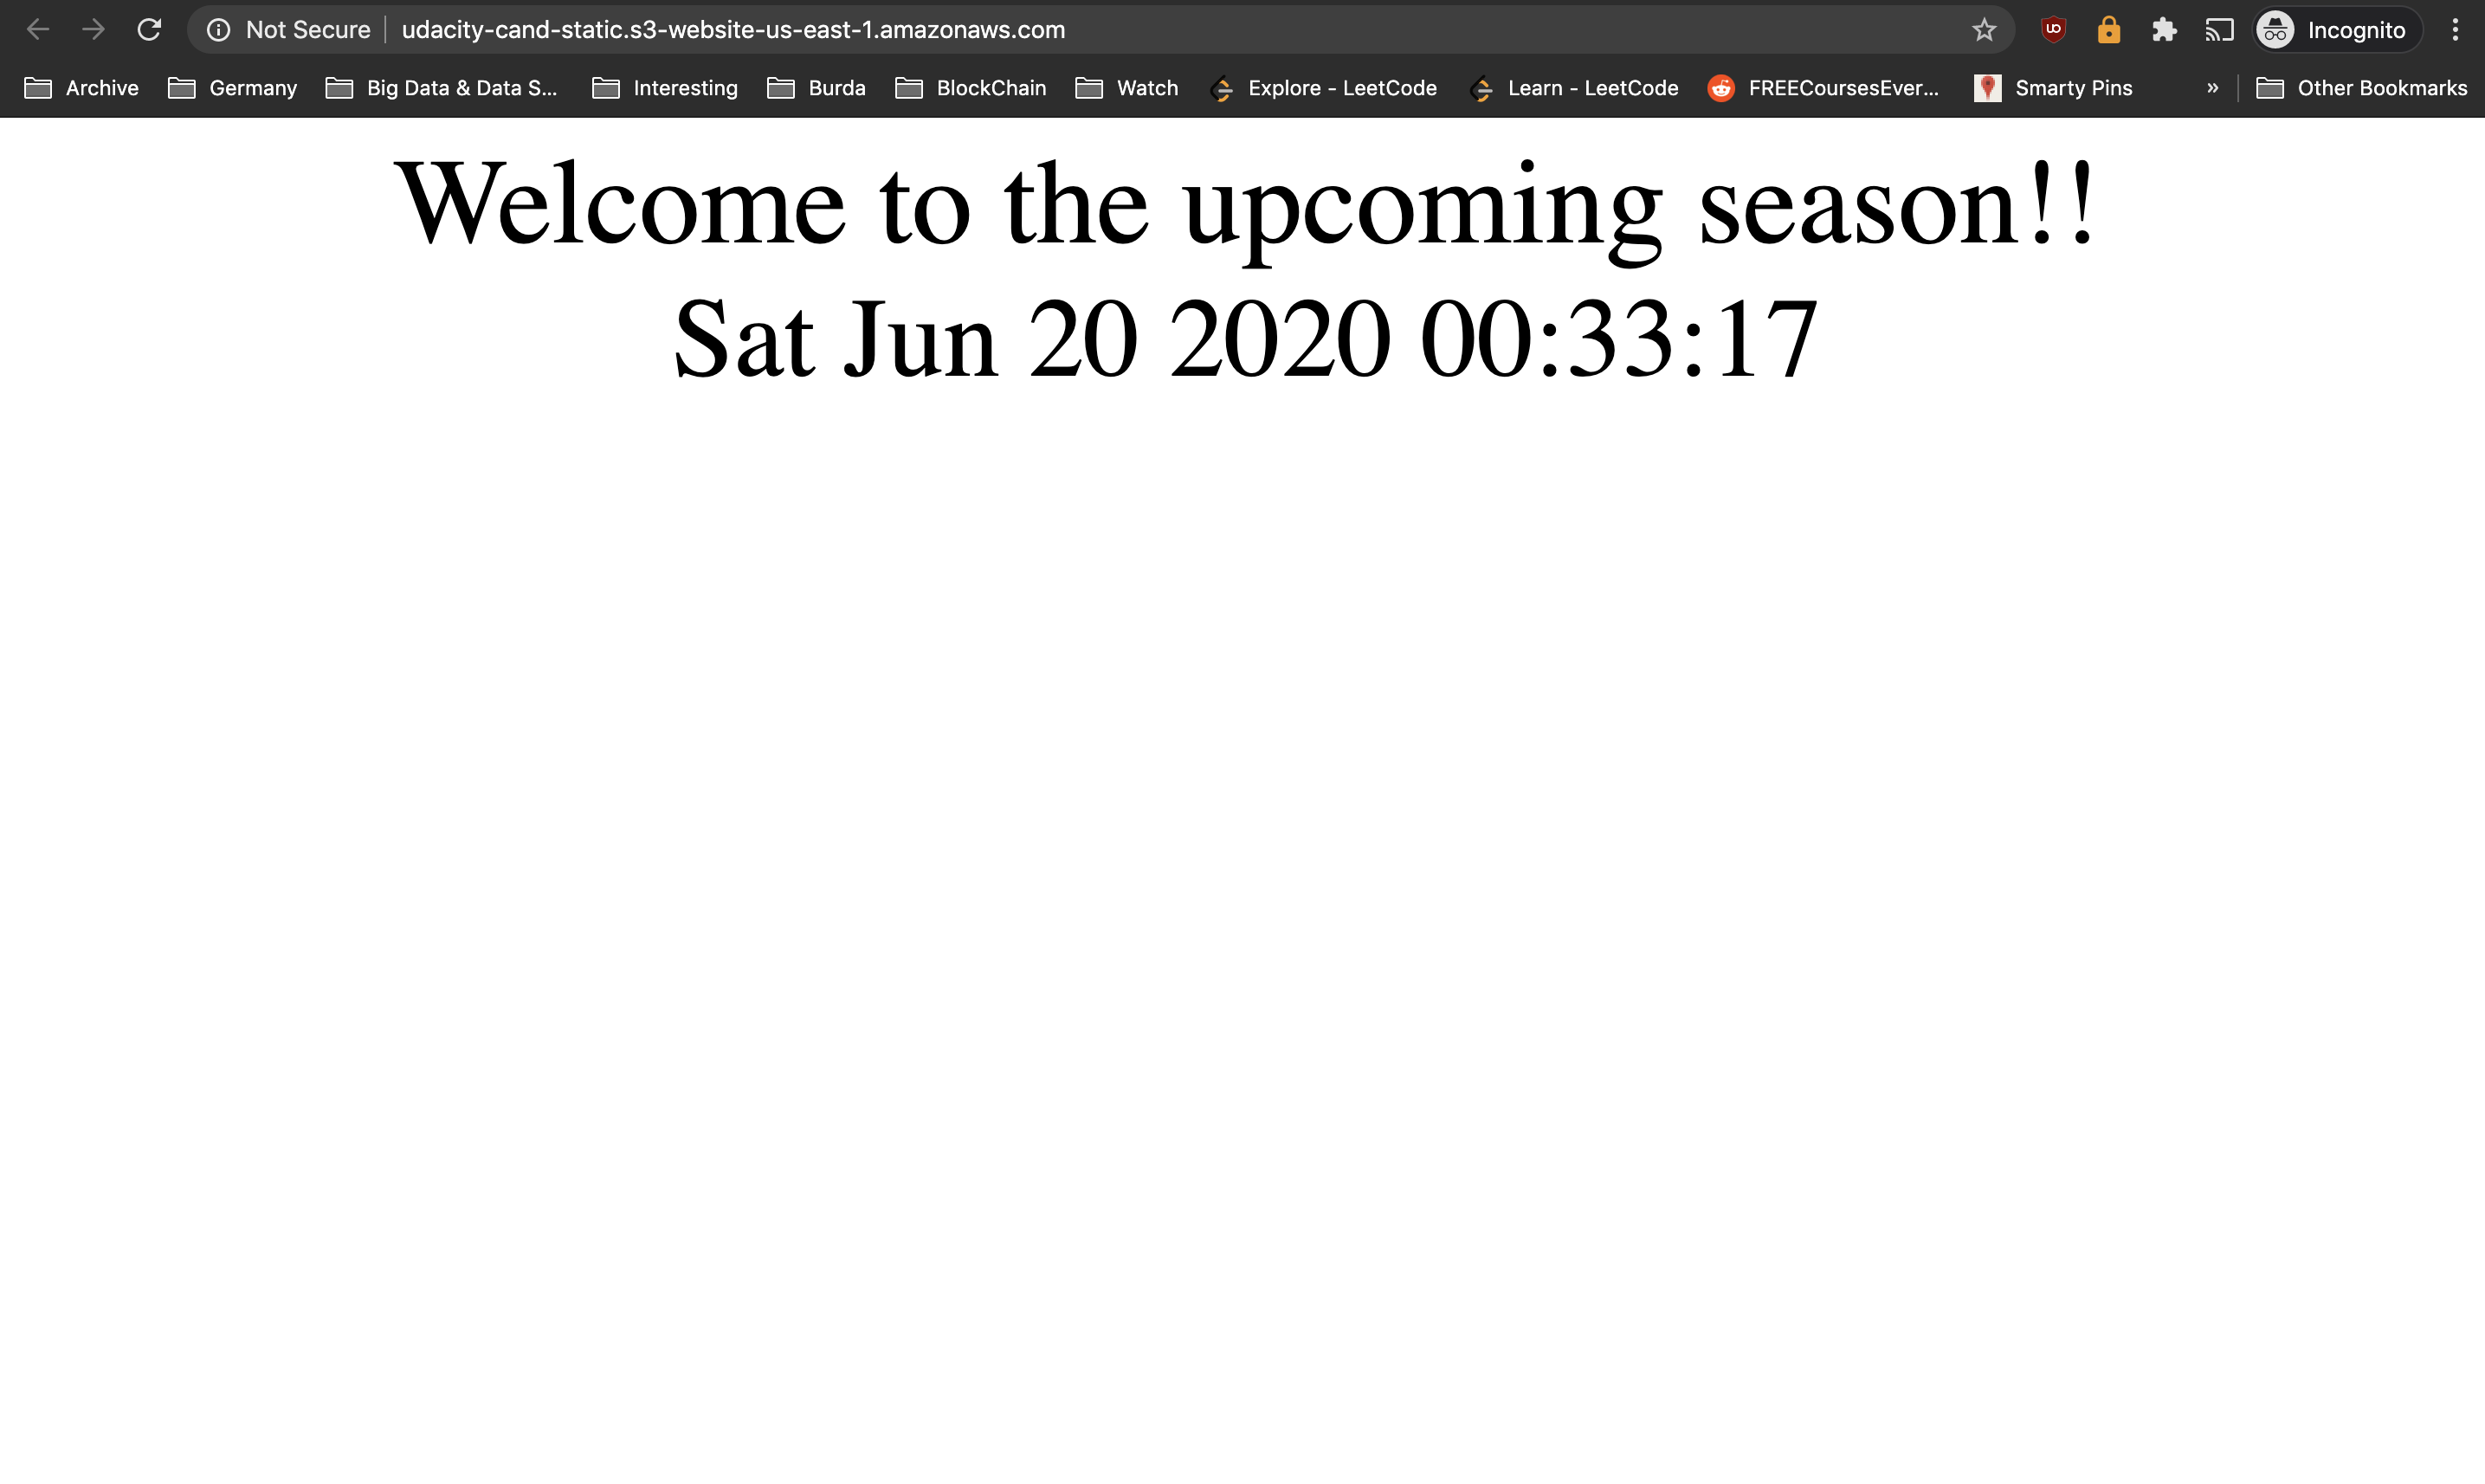 Not Secure udacity-cand-static.s3-website-us-east-1.amazonaws.com Incognito
Archive Germany Big Data & Data S... Interesting Burda BlockChain Watch Explore - LeetCode Learn - LeetCode FREECoursesEver... Smarty Pins » Other Bookmarks
Welcome to the upcoming season!!
Sat Jun 20 2020 00:33:17